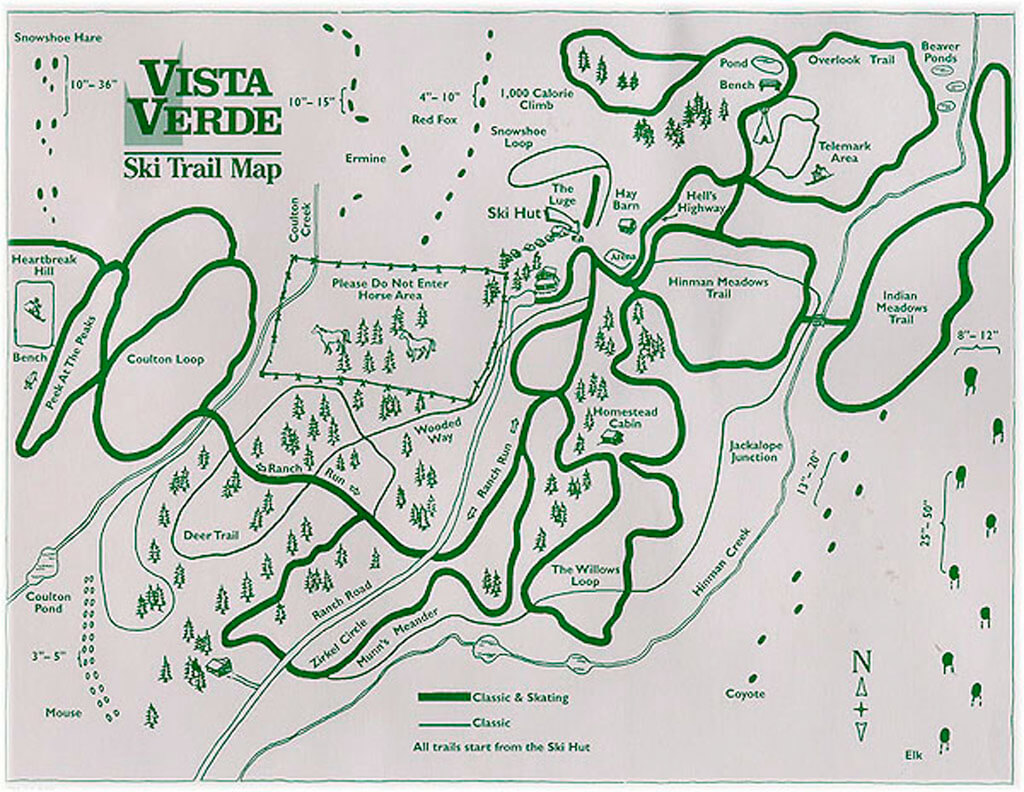 Snowshoe Hare
10"– 36"
VISTA
VERDE
Ski Trail Map
10"– 15"
Ermine
4"– 10"
Red Fox
1,000 Calorie
Climb
Snowshoe
Loop
Pond
Bench
Overlook Trail
Beaver
Ponds
Telemark
Area
The
Luge
Hay
Barn
Ski Hut
Hell's
Highway
Arena
Coulton
Creek
Heartbreak
Hill
Bench
Peek At The Peaks
Coulton Loop
Please Do Not Enter
Horse Area
Hinman Meadows
Trail
Indian
Meadows
Trail
8"– 12"
Wooded
Way
Homestead
Cabin
Jackalope
Junction
Ranch Run
Ranch Run
13"– 20"
25"– 50"
Deer Trail
The Willows
Loop
Hinman Creek
Coulton
Pond
Ranch Road
Zirkel Circle
Munn's Meander
3"– 5"
Mouse
Coyote
N
Elk
Classic & Skating
Classic
All trails start from the Ski Hut